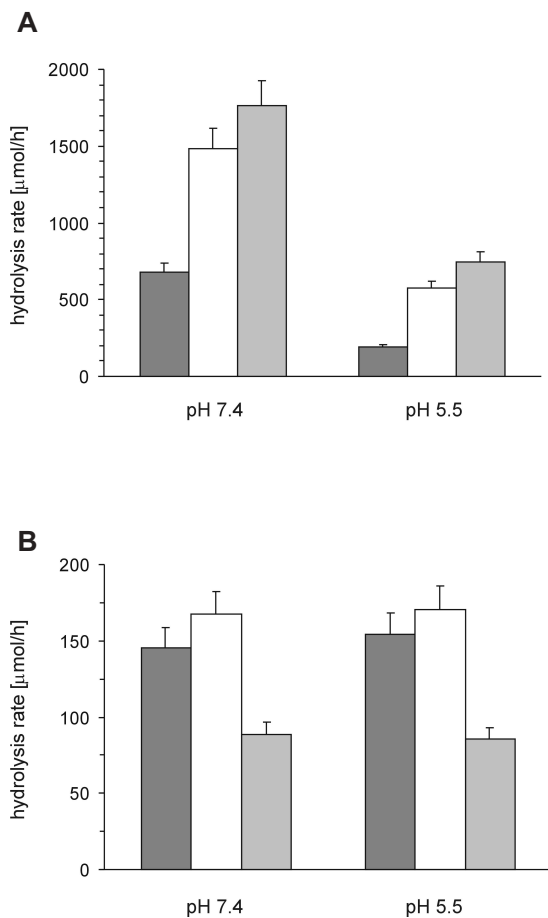 A
hydrolysis rate [μmol/h]
2000
1500
1000
500
0
pH 7.4 pH 5.5
B
hydrolysis rate [μmol/h]
200
150
100
50
0
pH 7.4 pH 5.5